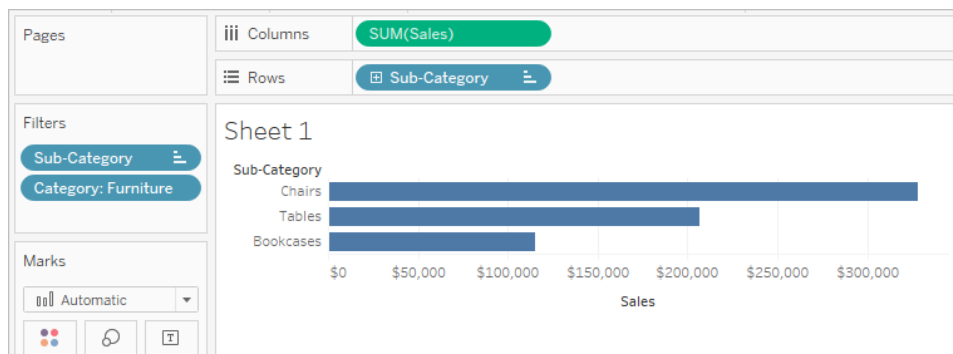 Pages
Columns
SUM(Sales)
Rows
Sub-Category
Filters
Sub-Category
Category: Furniture
Marks
Automatic
T
Sheet 1
Sub-Category
Chairs
Tables
Bookcases
$0 $50,000 $100,000 $150,000 $200,000 $250,000 $300,000
Sales